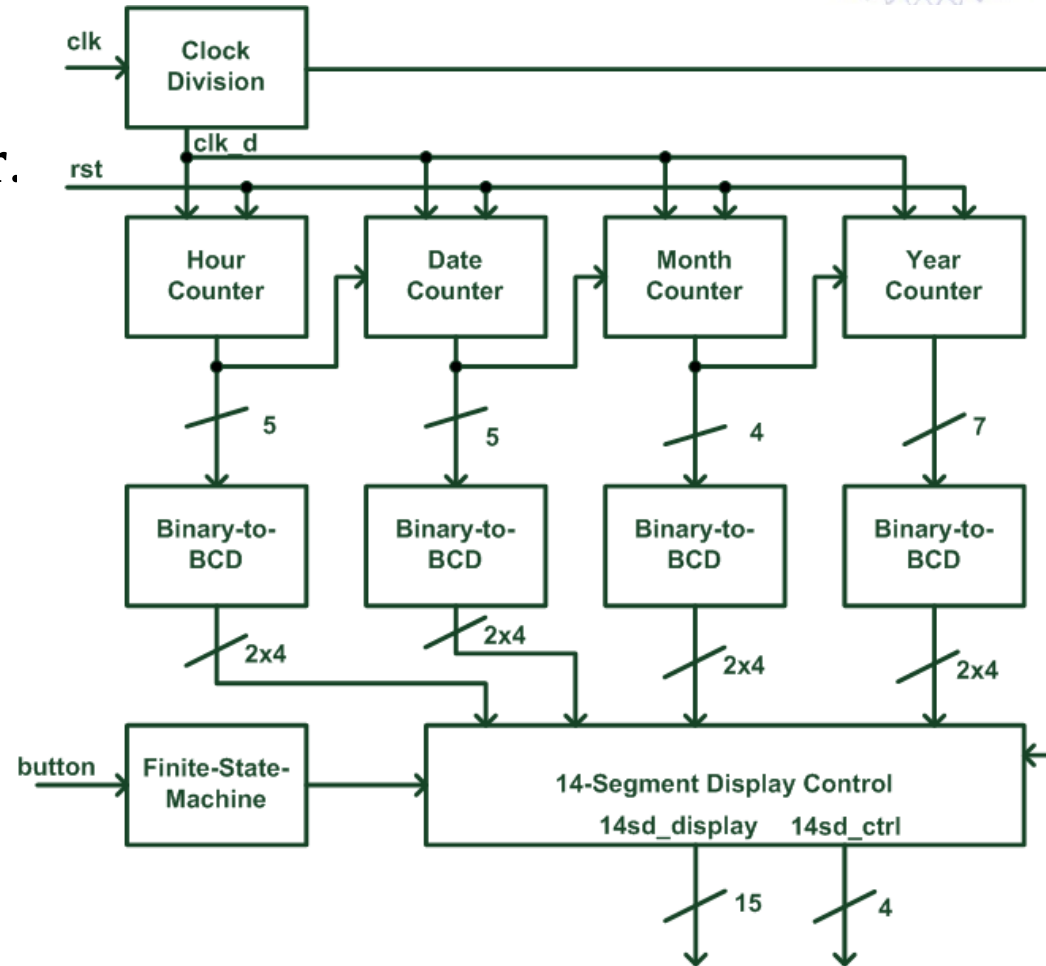 clk
Clock
Division
clk_d
r.
rst
Hour
Counter
Date
Counter
Month
Counter
Year
Counter
5
5
4
7
Binary-to-
BCD
Binary-to-
BCD
Binary-to-
BCD
Binary-to-
BCD
2x4
2x4
2x4
2x4
button
Finite-State-
Machine
14-Segment Display Control
14sd_display
14sd_ctrl
15
4